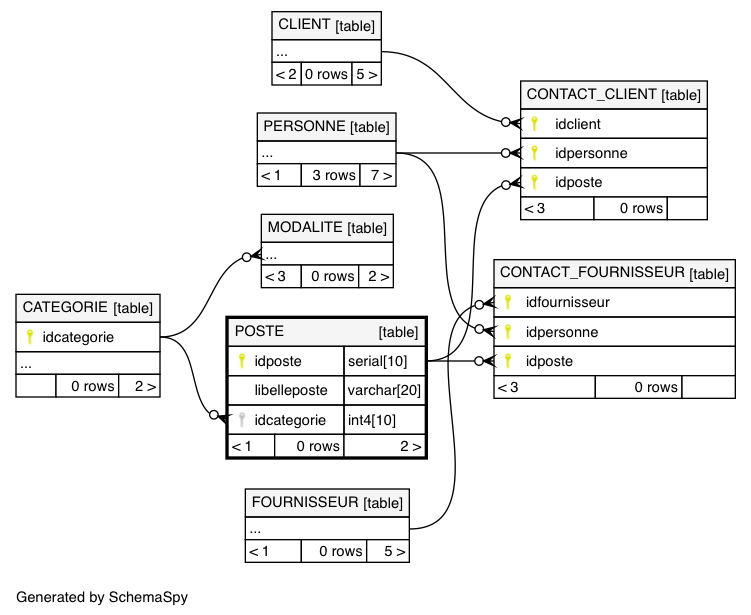 CLIENT [table]
...
< 2 0 rows 5 >
CONTACT_CLIENT [table]
idclient
idpersonne
idposte
< 3 0 rows
PERSONNE [table]
...
< 1 3 rows 7 >
MODALITE [table]
...
< 3 0 rows 2 >
CONTACT_FOURNISSEUR [table]
idfournisseur
idpersonne
idposte
< 3 0 rows
CATEGORIE [table]
idcategorie
...
0 rows 2 >
POSTE [table]
idposte serial[10]
libelleposte varchar[20]
idcategorie int4[10]
< 1 0 rows 2 >
FOURNISSEUR [table]
...
< 1 0 rows 5 >
Generated by SchemaSpy